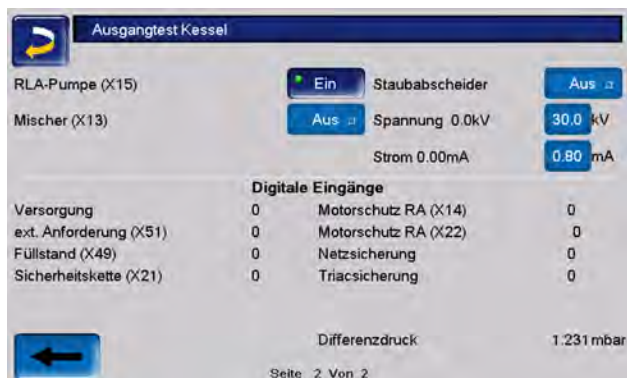 Ausgangtest Kessel
RLA-Pumpe (X15) Ein Staubabscheider Aus
Mischer (X13) Aus Spannung 0.0kV 30,0 kV
Strom 0.00mA 0.80 mA
Digitale Eingänge
Versorgung 0 Motorschutz RA (X14) 0
ext. Anforderung (X51) 0 Motorschutz RA (X22) 0
Füllstand (X49) 0 Netzsicherung 0
Sicherheitskette (X21) 0 Triacsicherung 0
Differenzdruck 1.231 mbar
Seite 2 Von 2